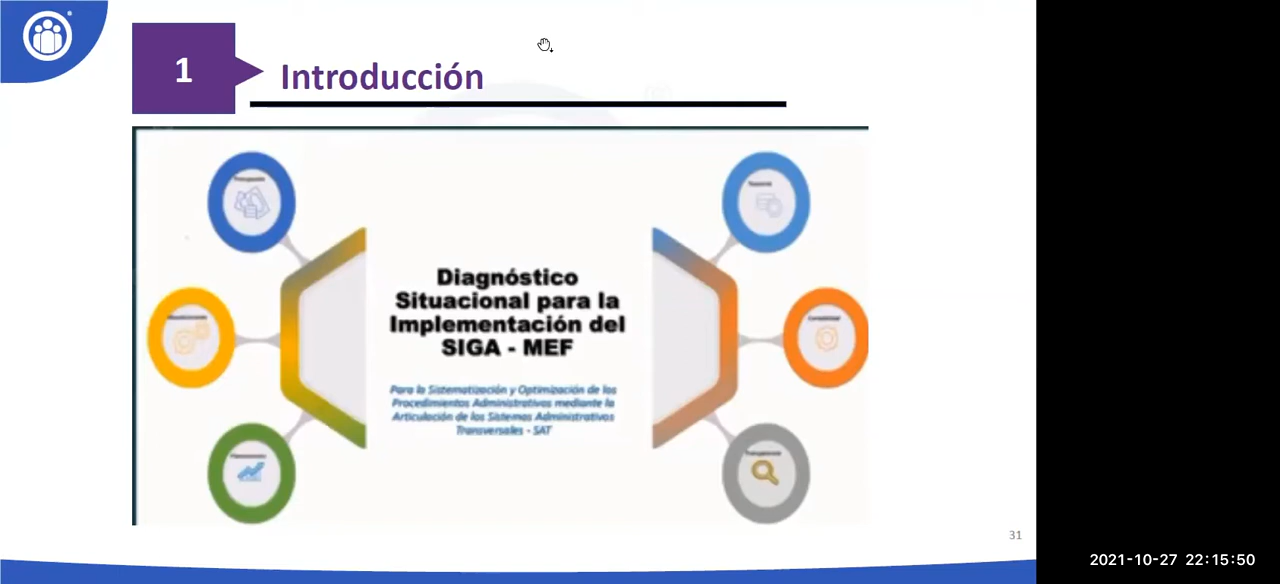 1
Introducción
Diagnóstico
Situacional para la
Implementación del
SIGA - MEF
Para la Sistematización y Optimización de los
Procedimientos Administrativos mediante la
Articulación de los Sistemas Administrativos
Transversales - SAT
31
2021-10-27 22:15:50